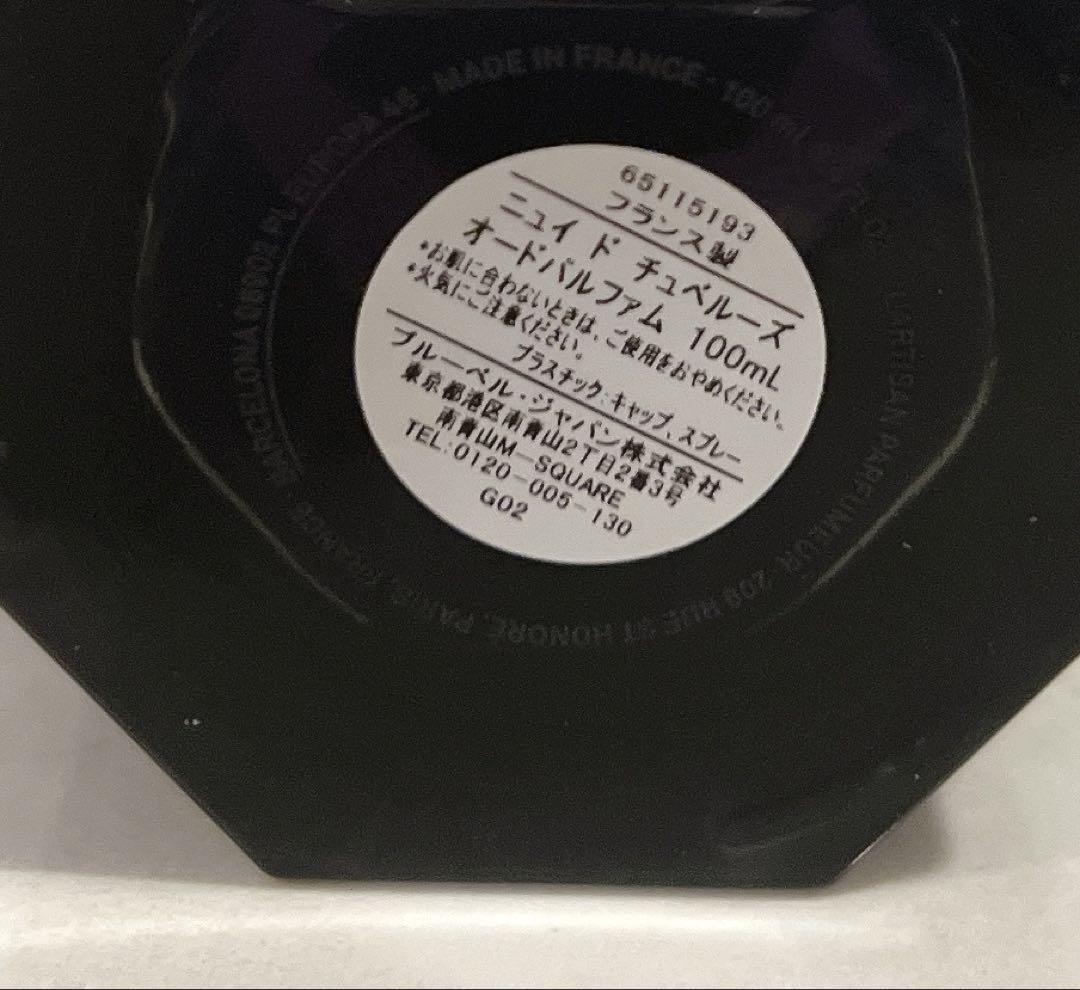 65115193
フランス製
ニュイ ド チュベルーズ
オードパルファム 100mL
*お肌に合わないときは、ご使用をおやめください。
*火気にご注意ください。
プラスチック:キャップ、スプレー
ブルーベル・ジャパン株式会社
東京都港区南青山2丁目2番3号
南青山M-SQUARE
TEL:0120-005-130
G02
L'ARTISAN PARFUMEUR, 209 RUE ST HONORÉ, PARIS, FRANCE · BARCELONA 08902 PL EUROPA 46 · MADE IN FRANCE · 100 ml